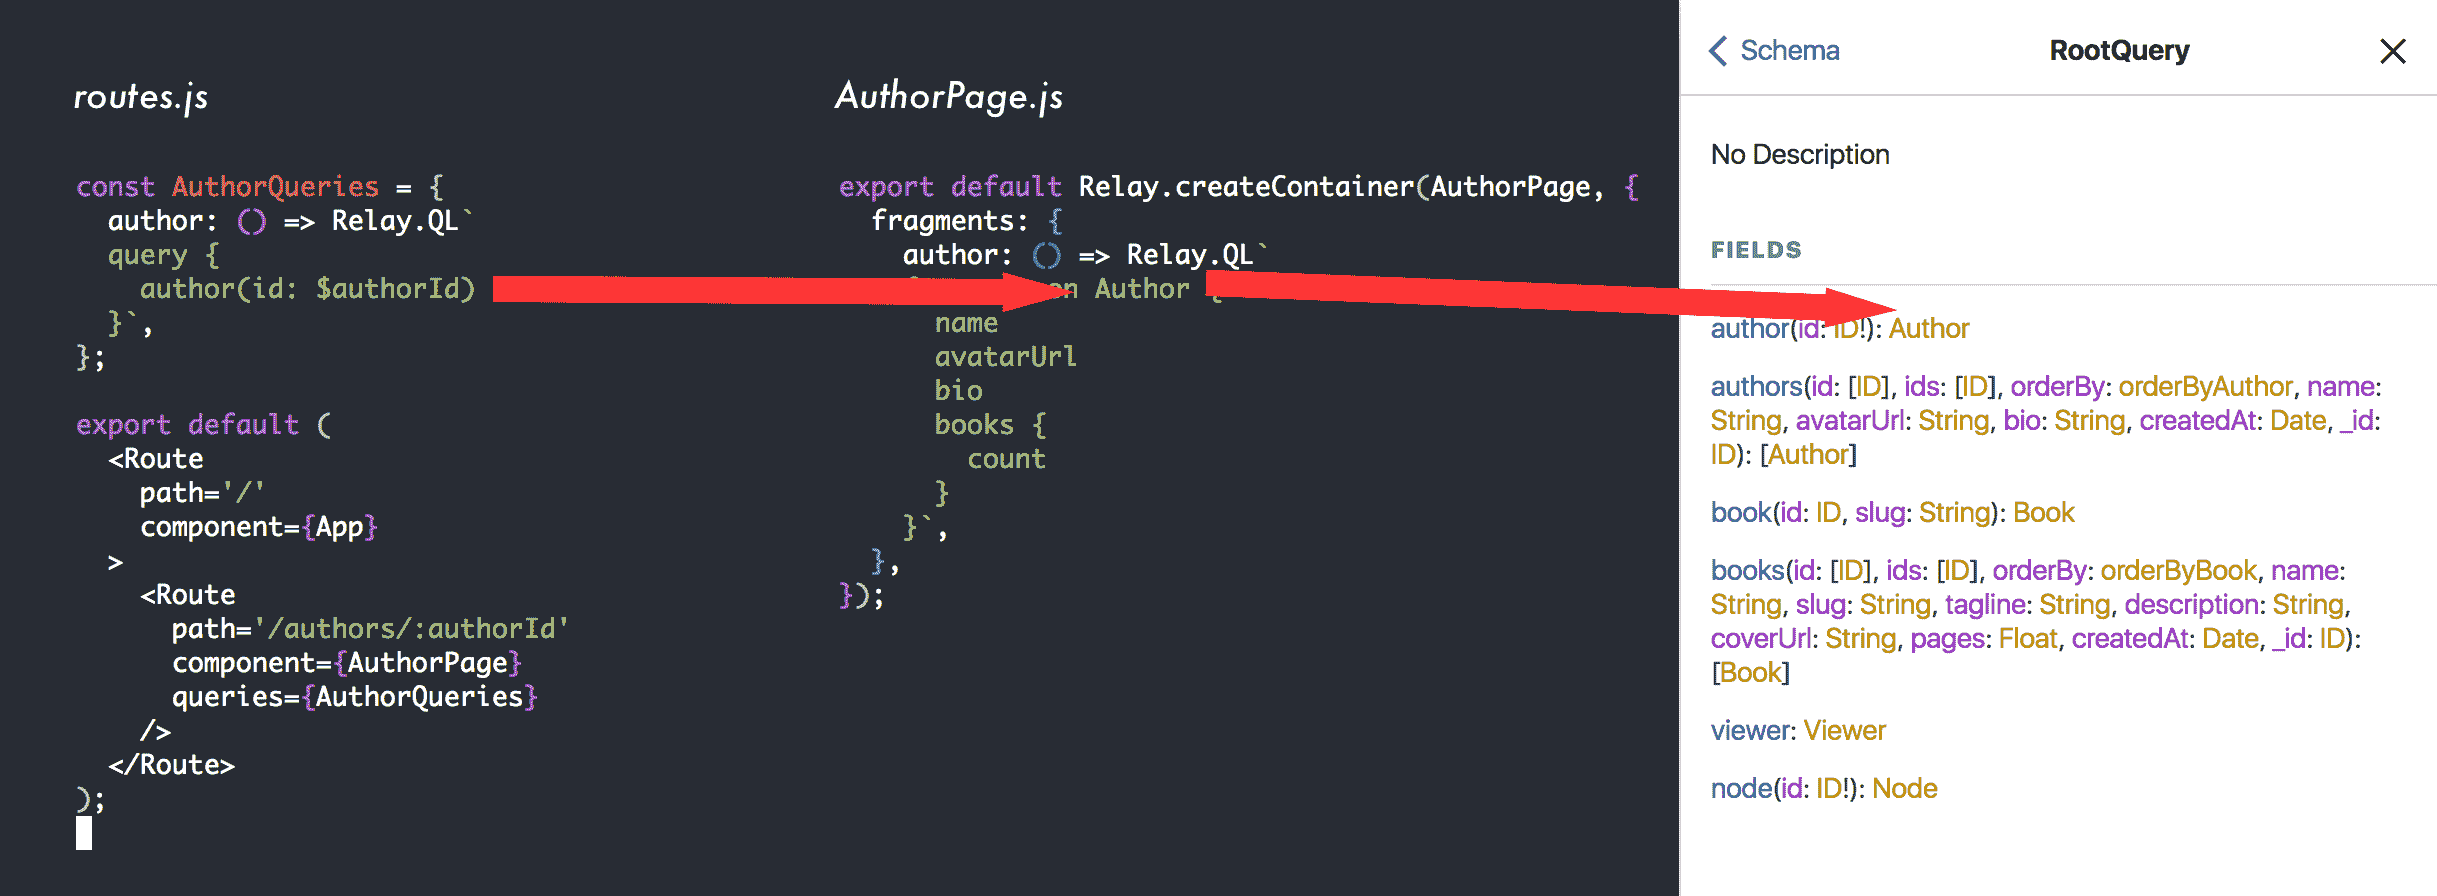 routes.js
const AuthorQueries = {
author: () => Relay.QL`
query {
author(id: $authorId)
}`,
};
export default (
<Route
path='/'
component={App}
>
<Route
path='/authors/:authorId'
component={AuthorPage}
queries={AuthorQueries}
/>
</Route>
);
AuthorPage.js
export default Relay.createContainer(AuthorPage, {
fragments: {
author: () => Relay.QL`
Author {
name
avatarUrl
bio
books {
count
}
}`,
},
});
Schema
RootQuery
No Description
FIELDS
author(id: ID!): Author
authors(id: [ID], ids: [ID], orderBy: orderByAuthor, name:
String, avatarUrl: String, bio: String, createdAt: Date, _id:
ID): [Author]
book(id: ID, slug: String): Book
books(id: [ID], ids: [ID], orderBy: orderByBook, name:
String, slug: String, tagline: String, description: String,
coverUrl: String, pages: Float, createdAt: Date, _id: ID):
[Book]
viewer: Viewer
node(id: ID!): Node